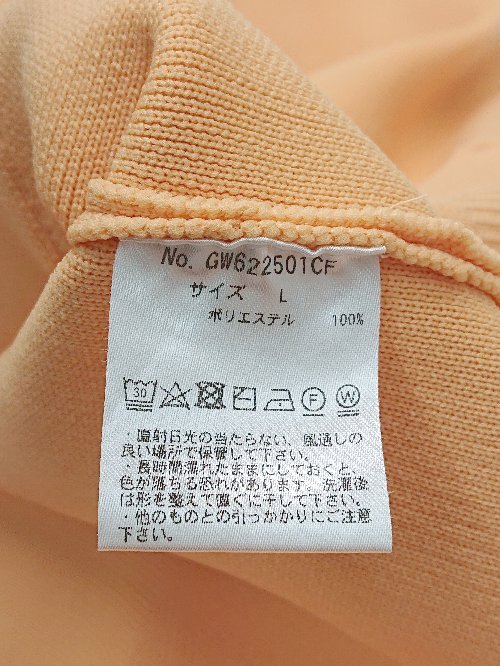 No. GW622501CF
サイズ L
ポリエステル 100%
30
F
W
・直射日光の当たらない、風通しの
良い場所で保管して下さい。
・長時間濡れたままにしておくと、
色が落ちる恐れがあります。洗濯後
は形を整えて直ぐに干して下さい。
・他のものとの引っかかりにご注意
下さい。